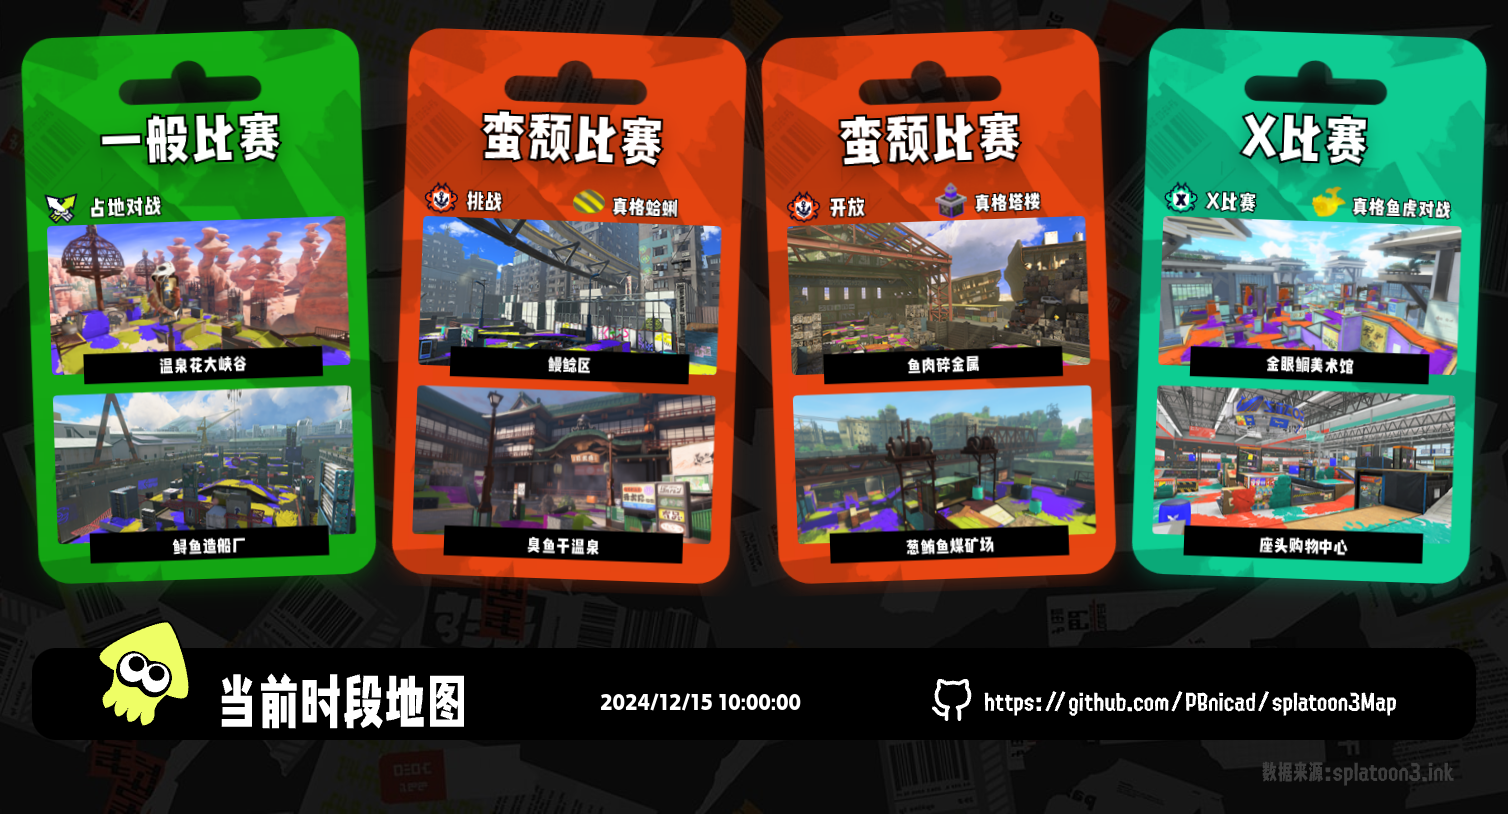 一般比赛
占地对战
温泉花大峡谷
鲟鱼造船厂
蛮颓比赛
挑战
真格蛤蜊
鳗鲶区
臭鱼干温泉
蛮颓比赛
开放
真格塔楼
鱼肉碎金属
葱鲔鱼煤矿场
X比赛
X比赛
真格鱼虎对战
金眼鲷美术馆
座头购物中心
当前时段地图
2024/12/15 10:00:00
https://github.com/PBnicad/splatoon3Map
数据来源:splatoon3.ink